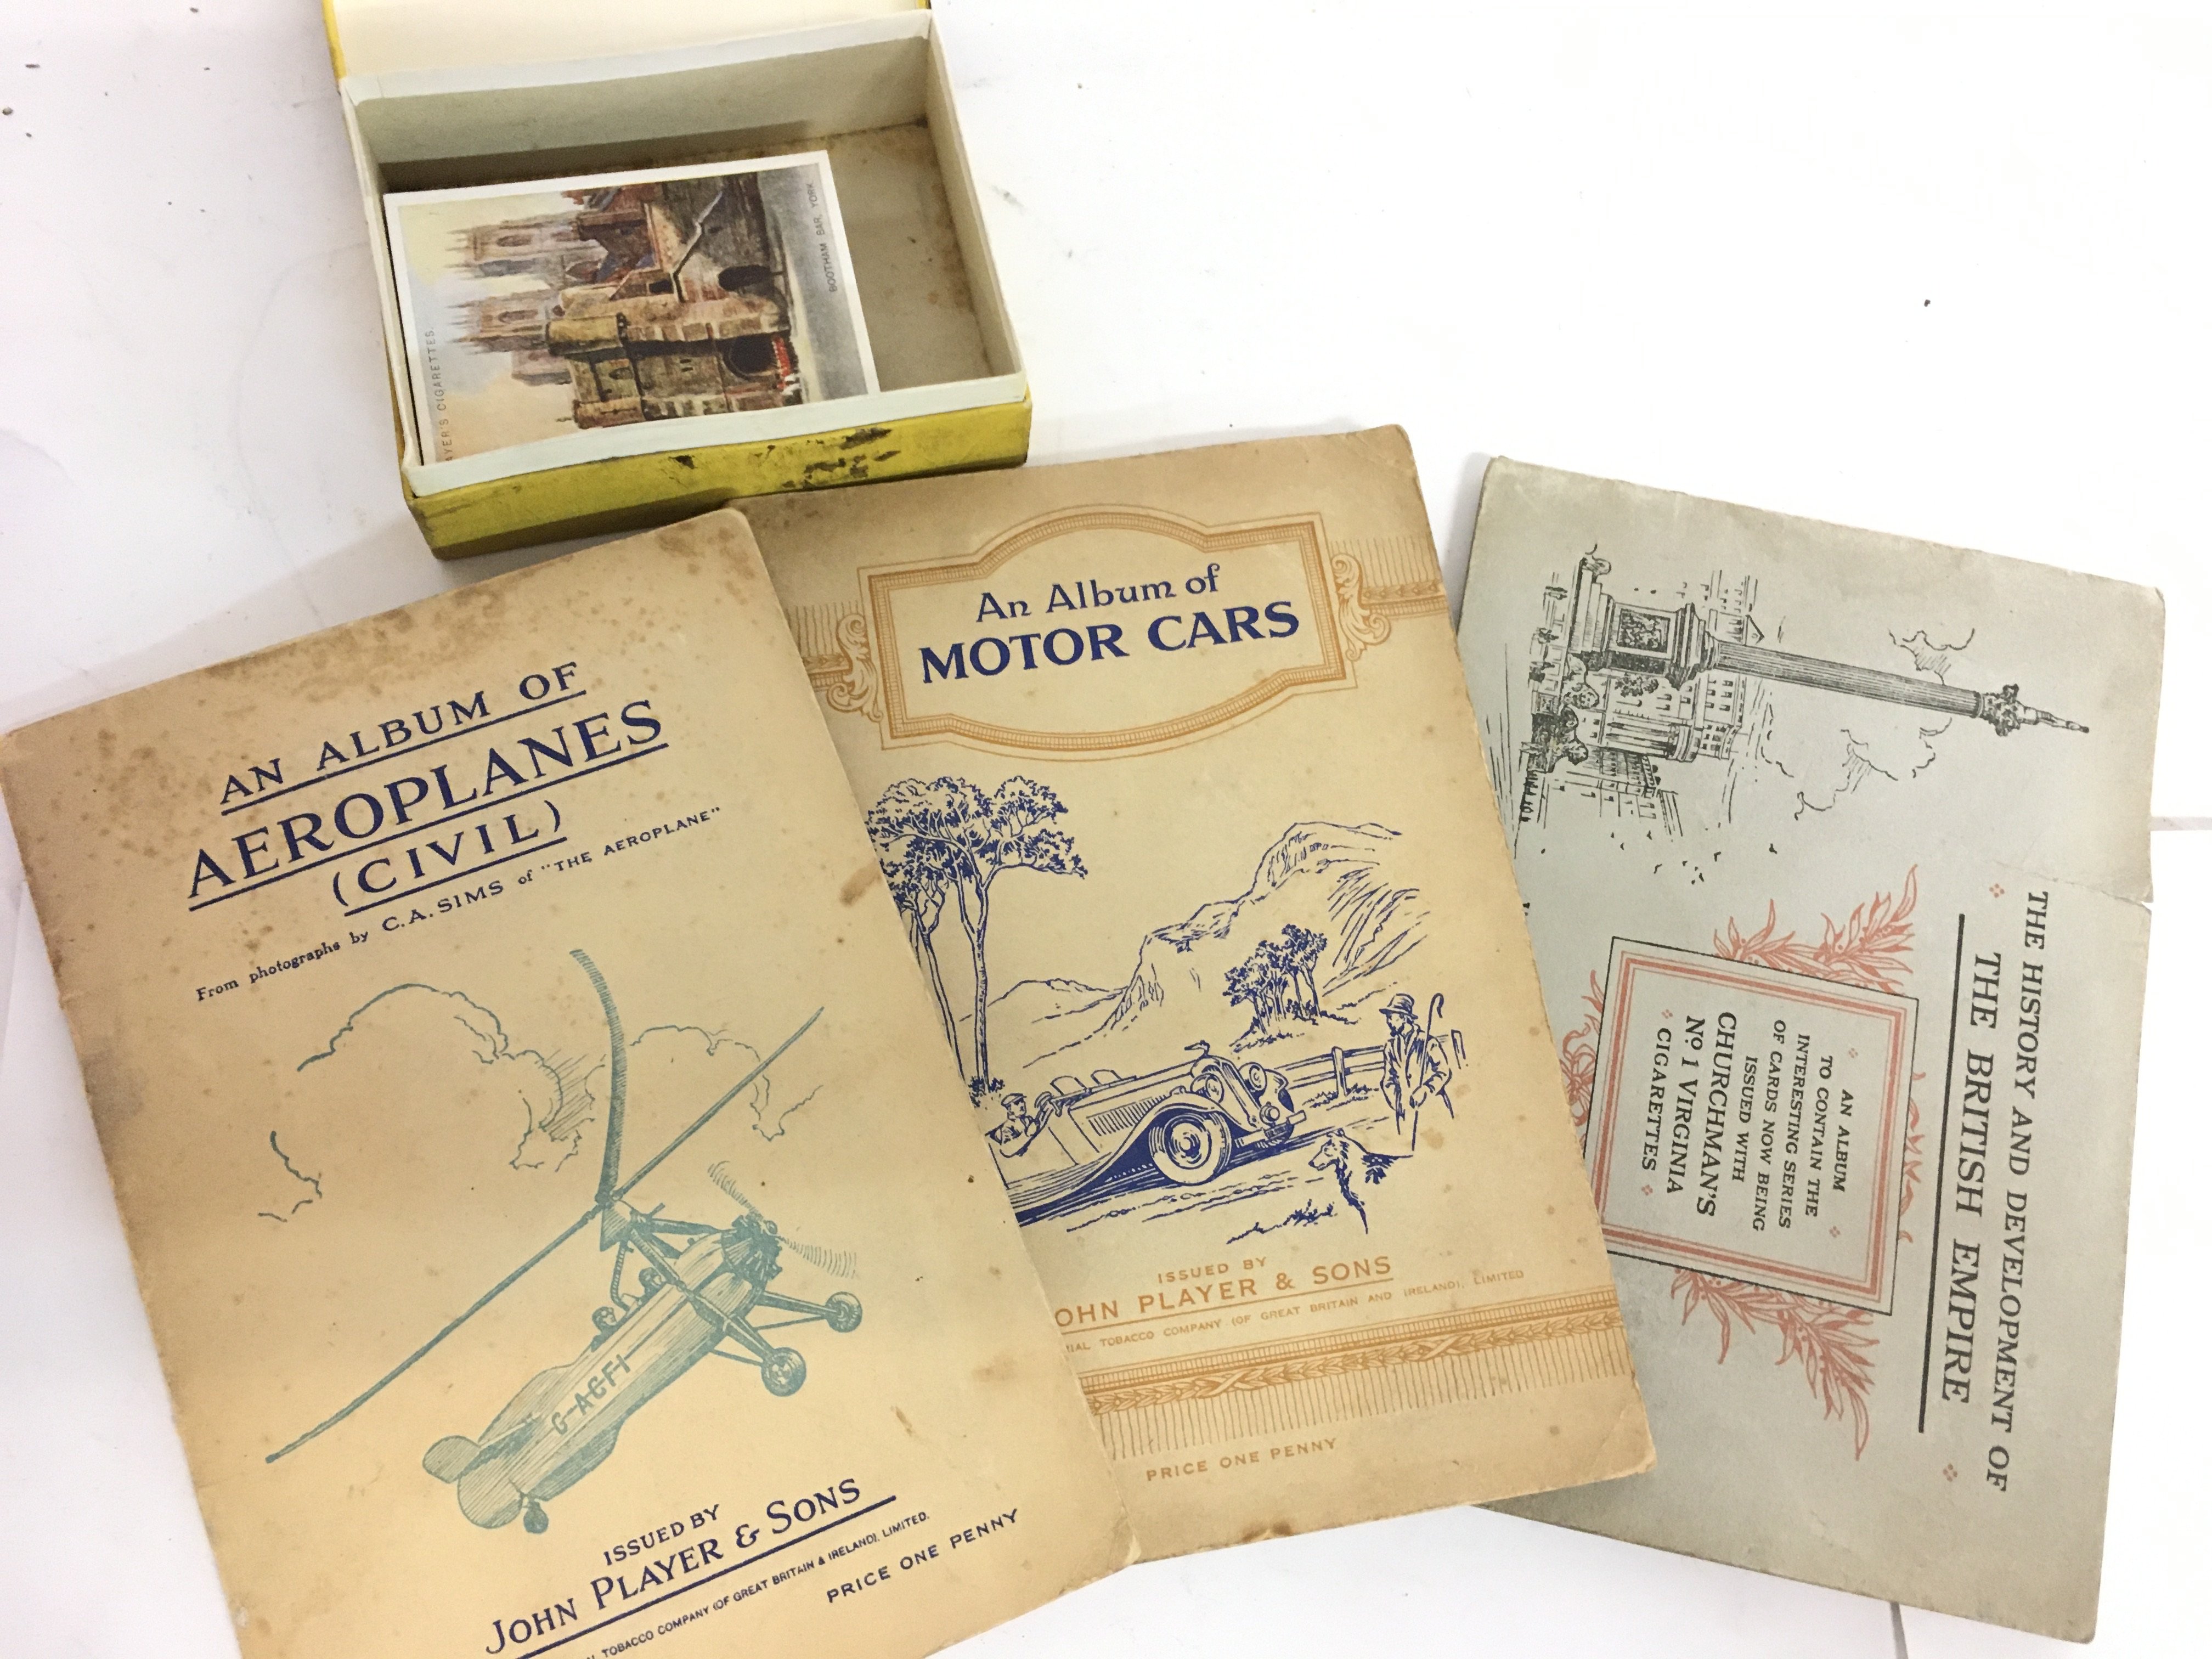 CIGARETTES.
BOOTHAM BAR, YORK.
AN ALBUM OF
AEROPLANES
(CIVIL)
From photographs by C.A. SIMS of "THE AEROPLANE"
G-ACFI
ISSUED BY
JOHN PLAYER & SONS
TOBACCO COMPANY (OF GREAT BRITAIN & IRELAND), LIMITED.
PRICE ONE PENNY
An Album of
MOTOR CARS
ISSUED BY
OHN PLAYER & SONS
TOBACCO COMPANY (OF GREAT BRITAIN AND IRELAND), LIMITED
PRICE ONE PENNY
THE HISTORY AND DEVELOPMENT OF
THE BRITISH EMPIRE
AN ALBUM
TO CONTAIN THE
INTERESTING SERIES
OF CARDS NOW BEING
ISSUED WITH
CHURCHMAN'S
No. 1 VIRGINIA
CIGARETTES